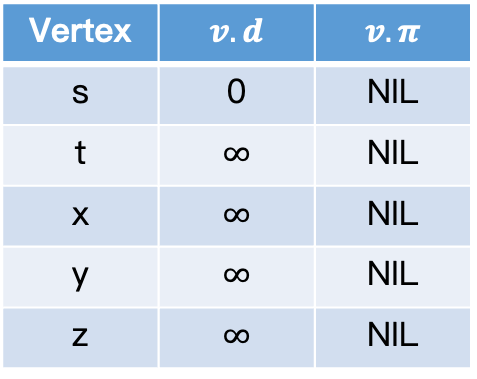 Vertex v.d v.π
s 0 NIL
t ∞ NIL
x ∞ NIL
y ∞ NIL
z ∞ NIL